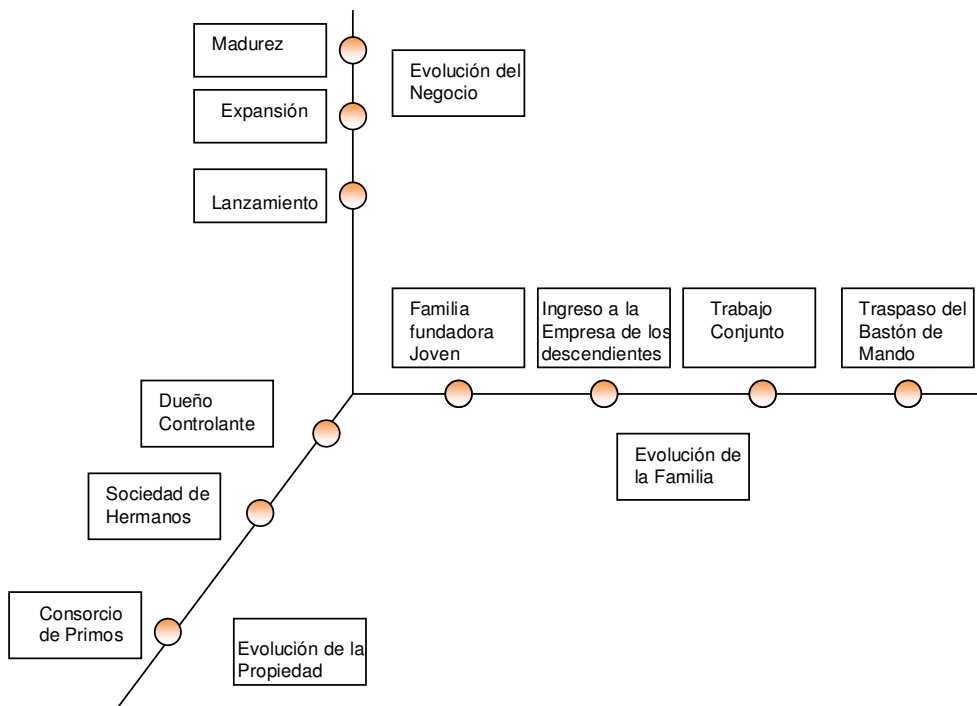 Madurez
Evolución del
Negocio
Expansión
Lanzamiento
Familia
fundadora
Joven
Ingreso a la
Empresa de los
descendientes
Trabajo
Conjunto
Traspaso del
Bastón de
Mando
Dueño
Controlante
Evolución de
la Familia
Sociedad de
Hermanos
Consorcio
de Primos
Evolución de la
Propiedad